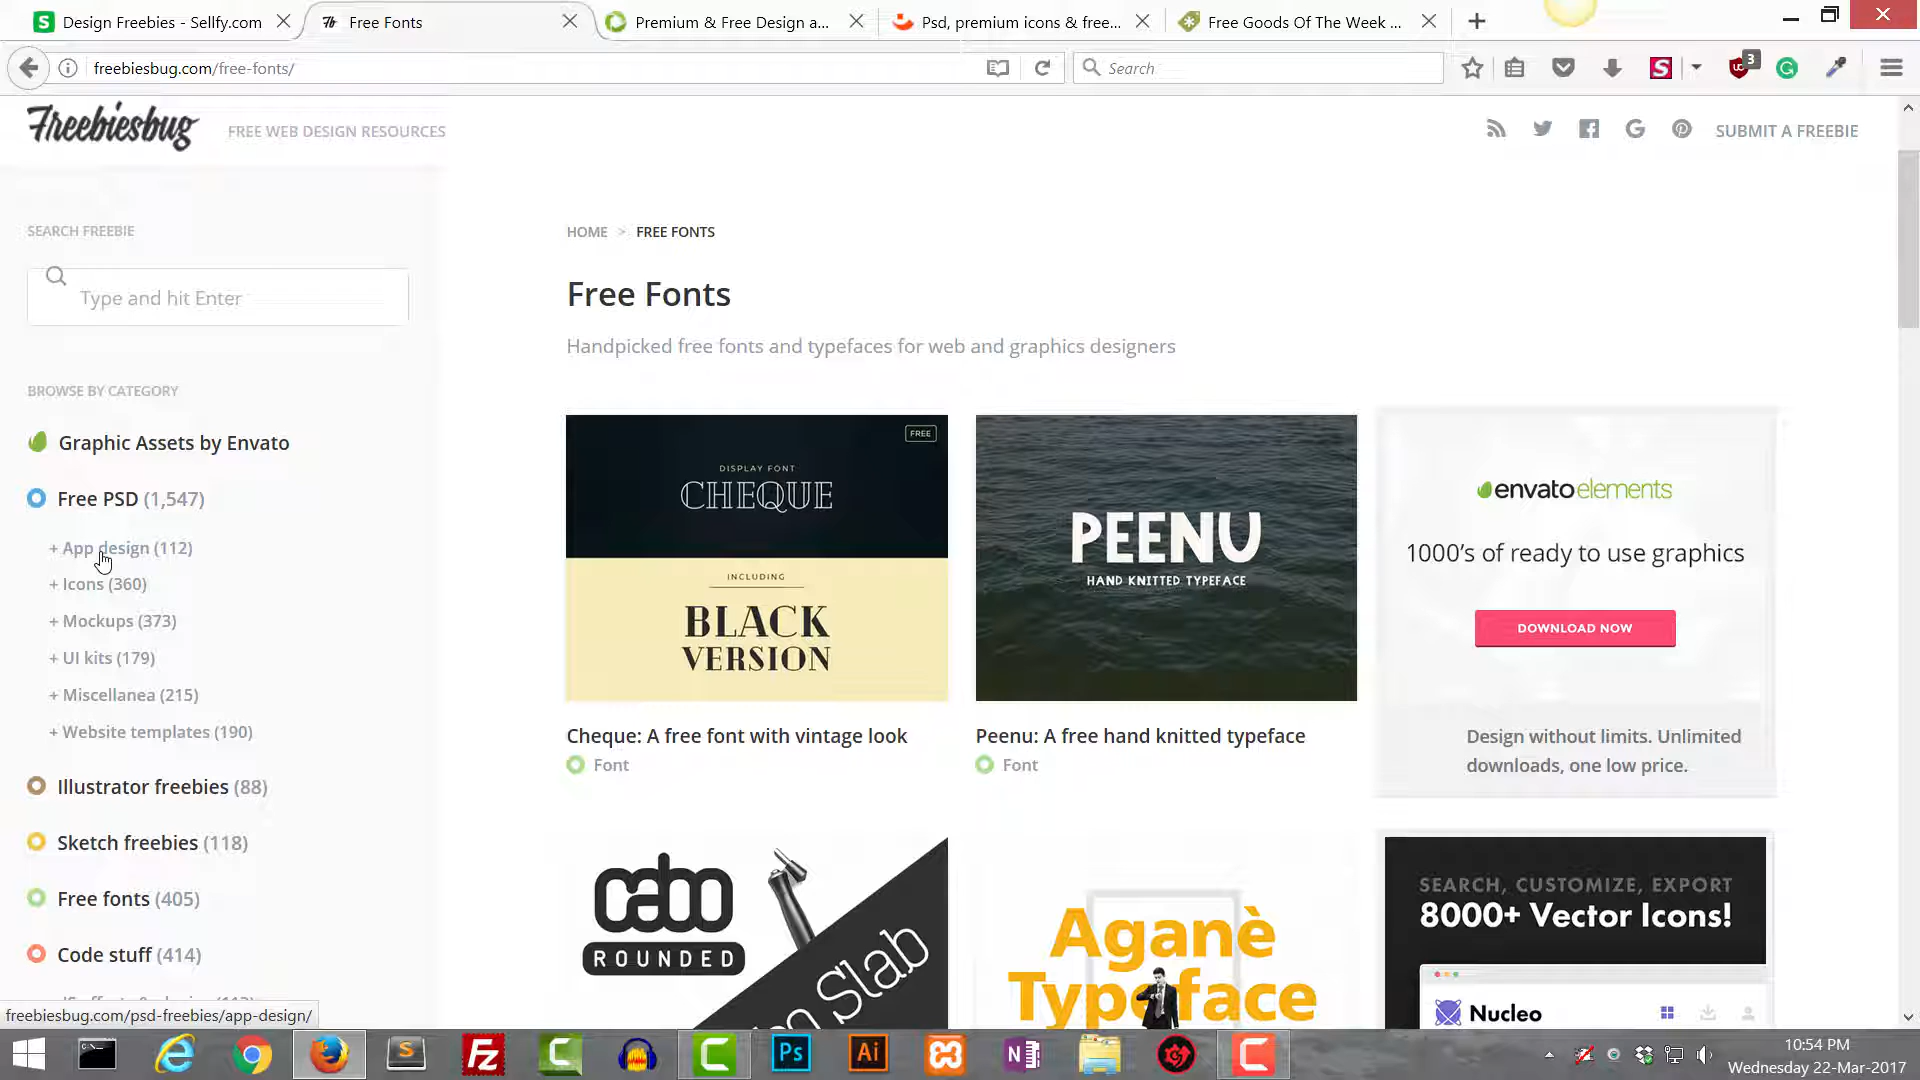 Design Freebies - Sellfy.com
Free Fonts
Premium & Free Design a...
Psd, premium icons & free...
Free Goods Of The Week ...
freebiesbug.com/free-fonts/
Search
3
Freebiesbug
FREE WEB DESIGN RESOURCES
SUBMIT A FREEBIE
SEARCH FREEBIE
Type and hit Enter
BROWSE BY CATEGORY
Graphic Assets by Envato
Free PSD (1,547)
+ App design (112)
+ Icons (360)
+ Mockups (373)
+ UI kits (179)
+ Miscellanea (215)
+ Website templates (190)
Illustrator freebies (88)
Sketch freebies (118)
Free fonts (405)
Code stuff (414)
freebiesbug.com/psd-freebies/app-design/
HOME > FREE FONTS
Free Fonts
Handpicked free fonts and typefaces for web and graphics designers
FREE
DISPLAY FONT
CHEQUE
INCLUDING
BLACK
VERSION
Cheque: A free font with vintage look
Font
PEENU
HAND KNITTED TYPEFACE
Peenu: A free hand knitted typeface
Font
envatoelements
1000's of ready to use graphics
DOWNLOAD NOW
Design without limits. Unlimited
downloads, one low price.
cabo
ROUNDED
Slab
Aganè
Typeface
SEARCH, CUSTOMIZE, EXPORT
8000+ Vector Icons!
Nucleo
10:54 PM
Wednesday 22-Mar-2017